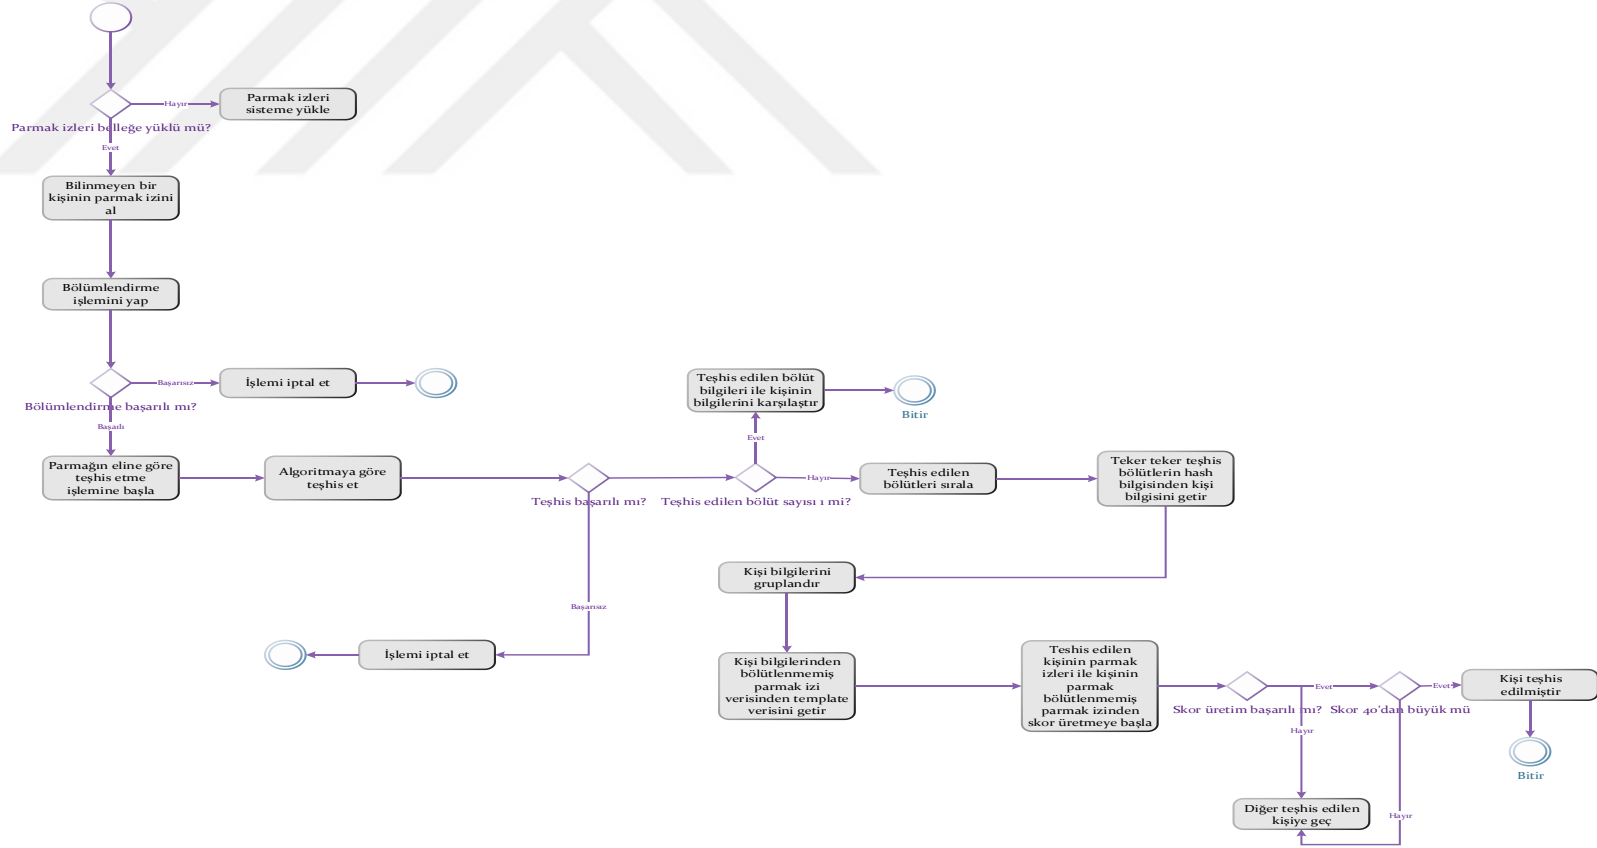 Hayır
Parmak izleri
sisteme yükle
Parmak izleri belleğe yüklü mü?
Evet
Bilinmeyen bir
kişinin parmak izini
al
Bölümlendirme
işlemini yap
Başarısız
İşlemi iptal et
Bölümlendirme başarılı mı?
Başarılı
Parmağın eline göre
teşhis etme
işlemine başla
Algoritmaya göre
teşhis et
Teşhis başarılı mı?
Teşhis edilen bölüt
bilgileri ile kişinin
bilgilerini karşılaştır
Bitir
Evet
Teşhis edilen bölüt sayısı 1 mi?
Hayır
Teşhis edilen
bölütleri sırala
Teker teker teşhis
bölütlerin hash
bilgisinden kişi
bilgisini getir
Kişi bilgilerini
gruplandır
Başarısız
İşlemi iptal et
Kişi bilgilerinden
bölütlenmemiş
parmak izi
verisinden template
verisini getir
Teshis edilen
kişinin parmak
izleri ile kişinin
parmak
bölütlenmemiş
parmak izinden
skor üretmeye başla
Skor üretim başarılı mı?
Evet
Skor 40'dan büyük mü
Evet
Kişi teşhis
edilmiştir
Hayır
Bitir
Diğer teşhis edilen
kişiye geç
Hayır